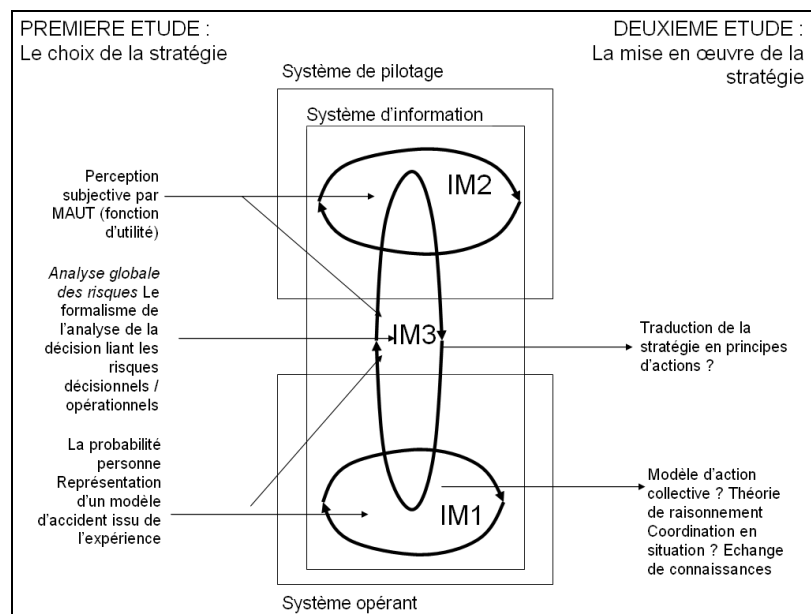 PREMIERE ETUDE :
Le choix de la stratégie
DEUXIEME ETUDE :
La mise en œuvre de la
stratégie
Système de pilotage
Système d'information
IM2
Perception
subjective par
MAUT (fonction
d'utilité)
Analyse globale
des risques Le
formalisme de
l'analyse de la
décision liant les
risques
décisionnels /
opérationnels
IM3
Traduction de la
stratégie en principes
d'actions ?
La probabilité
personne
Représentation
d'un modèle
d'accident issu de
l'expérience
IM1
Modèle d'action
collective ? Théorie
de raisonnement
Coordination en
situation ? Echange
de connaissances
Système opérant